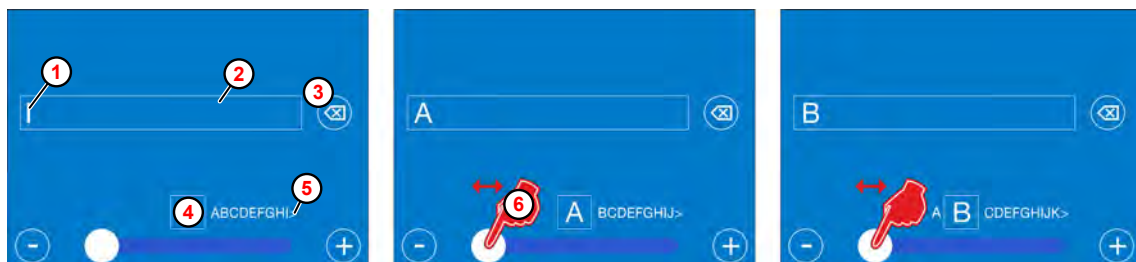 1
2
3
I
4
ABCDEFGHI>
5
-
+
A
6
A BCDEFGHIJ>
-
+
B
A B CDEFGHIJK>
-
+